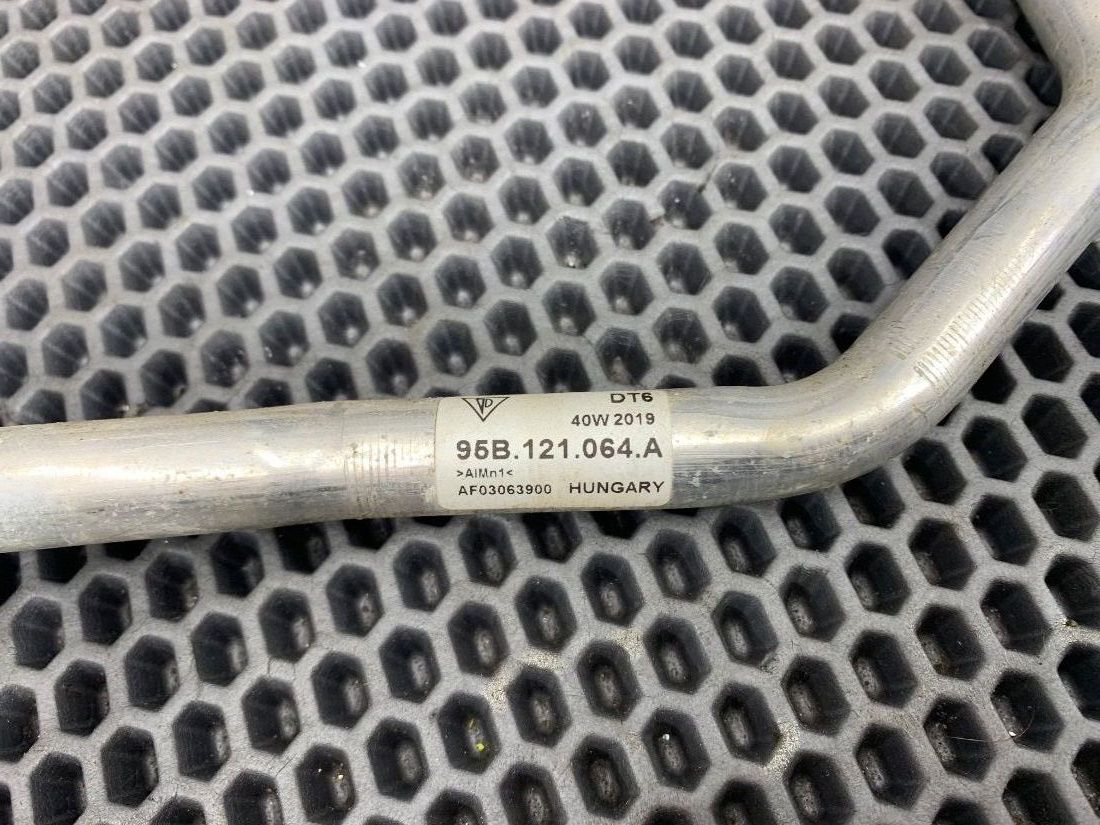 DT6
40W 2019
95B.121.064.A
>AlMn1<
AF03063900 HUNGARY